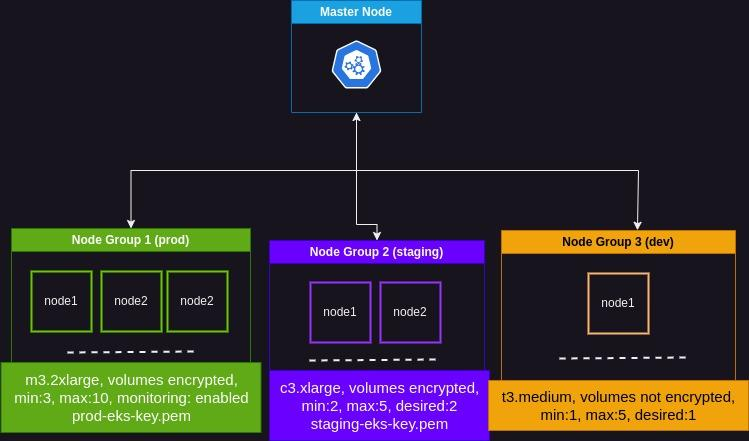 Master Node
Node Group 1 (prod)
node1
node2
node2
m3.2xlarge, volumes encrypted,
min:3, max:10, monitoring: enabled
prod-eks-key.pem
Node Group 2 (staging)
node1
node2
c3.xlarge, volumes encrypted,
min:2, max:5, desired:2
staging-eks-key.pem
Node Group 3 (dev)
node1
t3.medium, volumes not encrypted,
min:1, max:5, desired:1